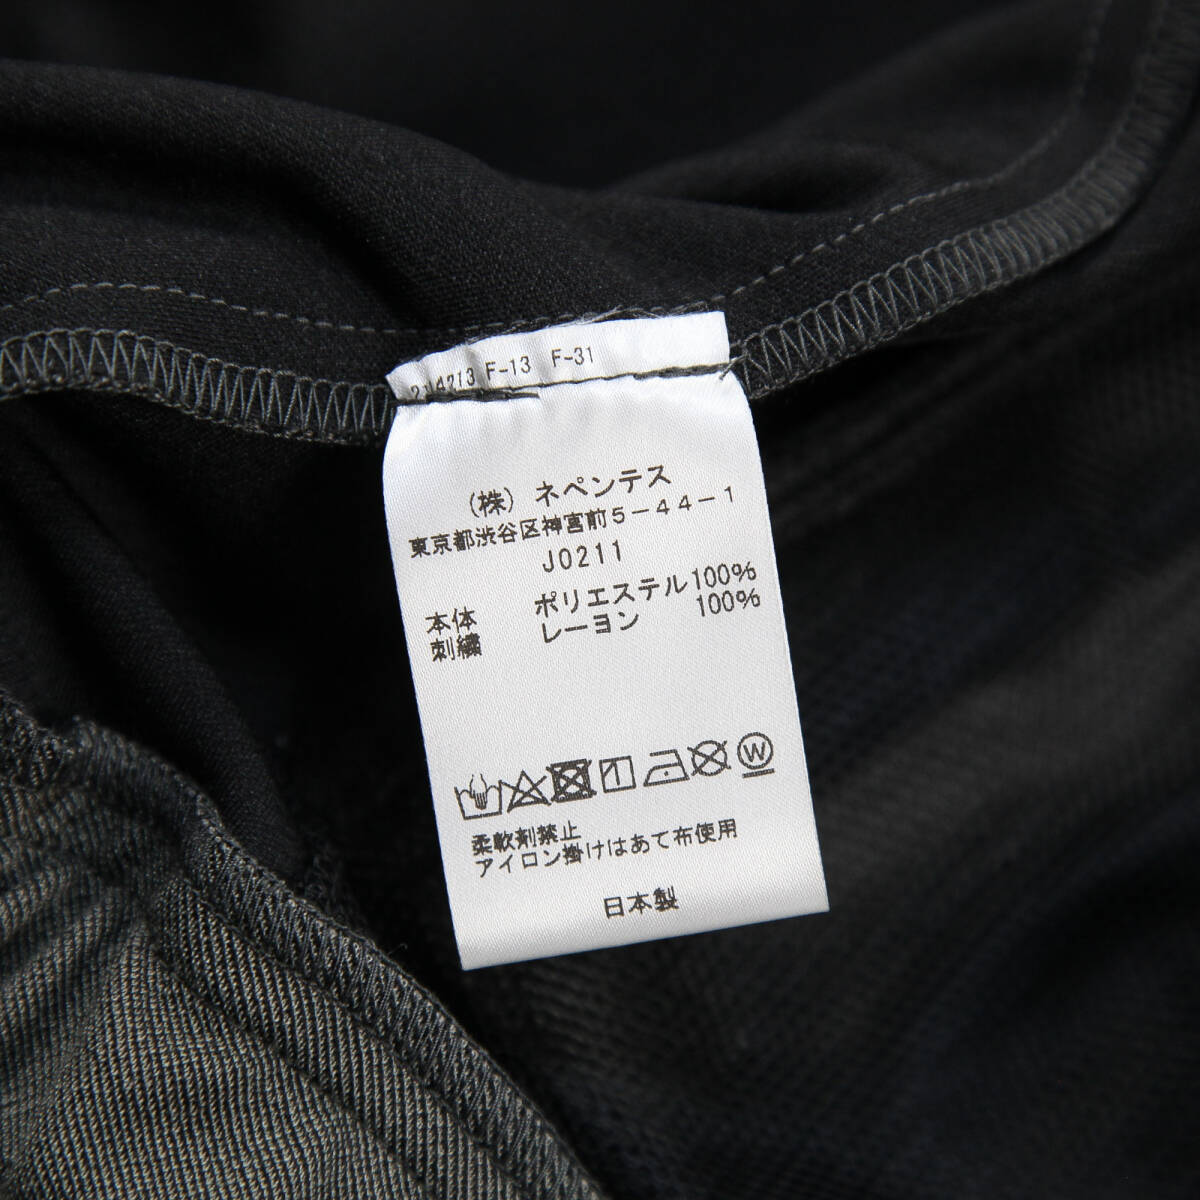 F-13 F-31
(株) ネペンテス
東京都渋谷区神宮前5-44-1
J0211
本体 ポリエステル100%
刺繍 レーヨン 100%
W
柔軟剤禁止
アイロン掛けはあて布使用
日本製